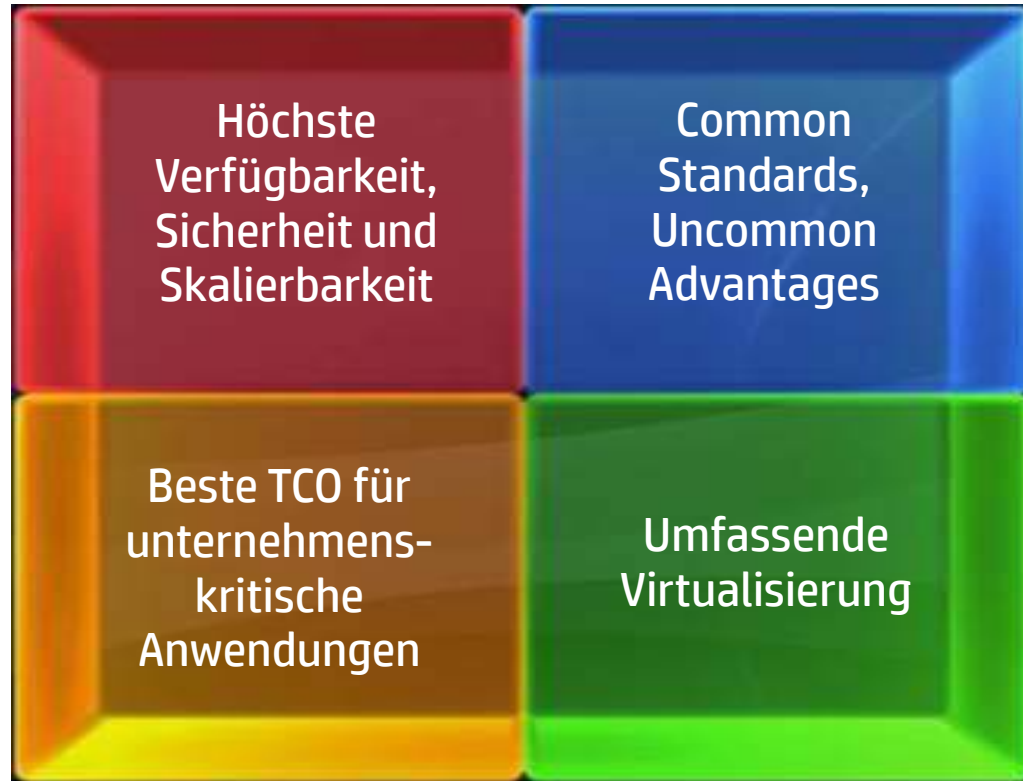 Höchste
Verfügbarkeit,
Sicherheit und
Skalierbarkeit
Common
Standards,
Uncommon
Advantages
Beste TCO für
unternehmens-
kritische
Anwendungen
Umfassende
Virtualisierung